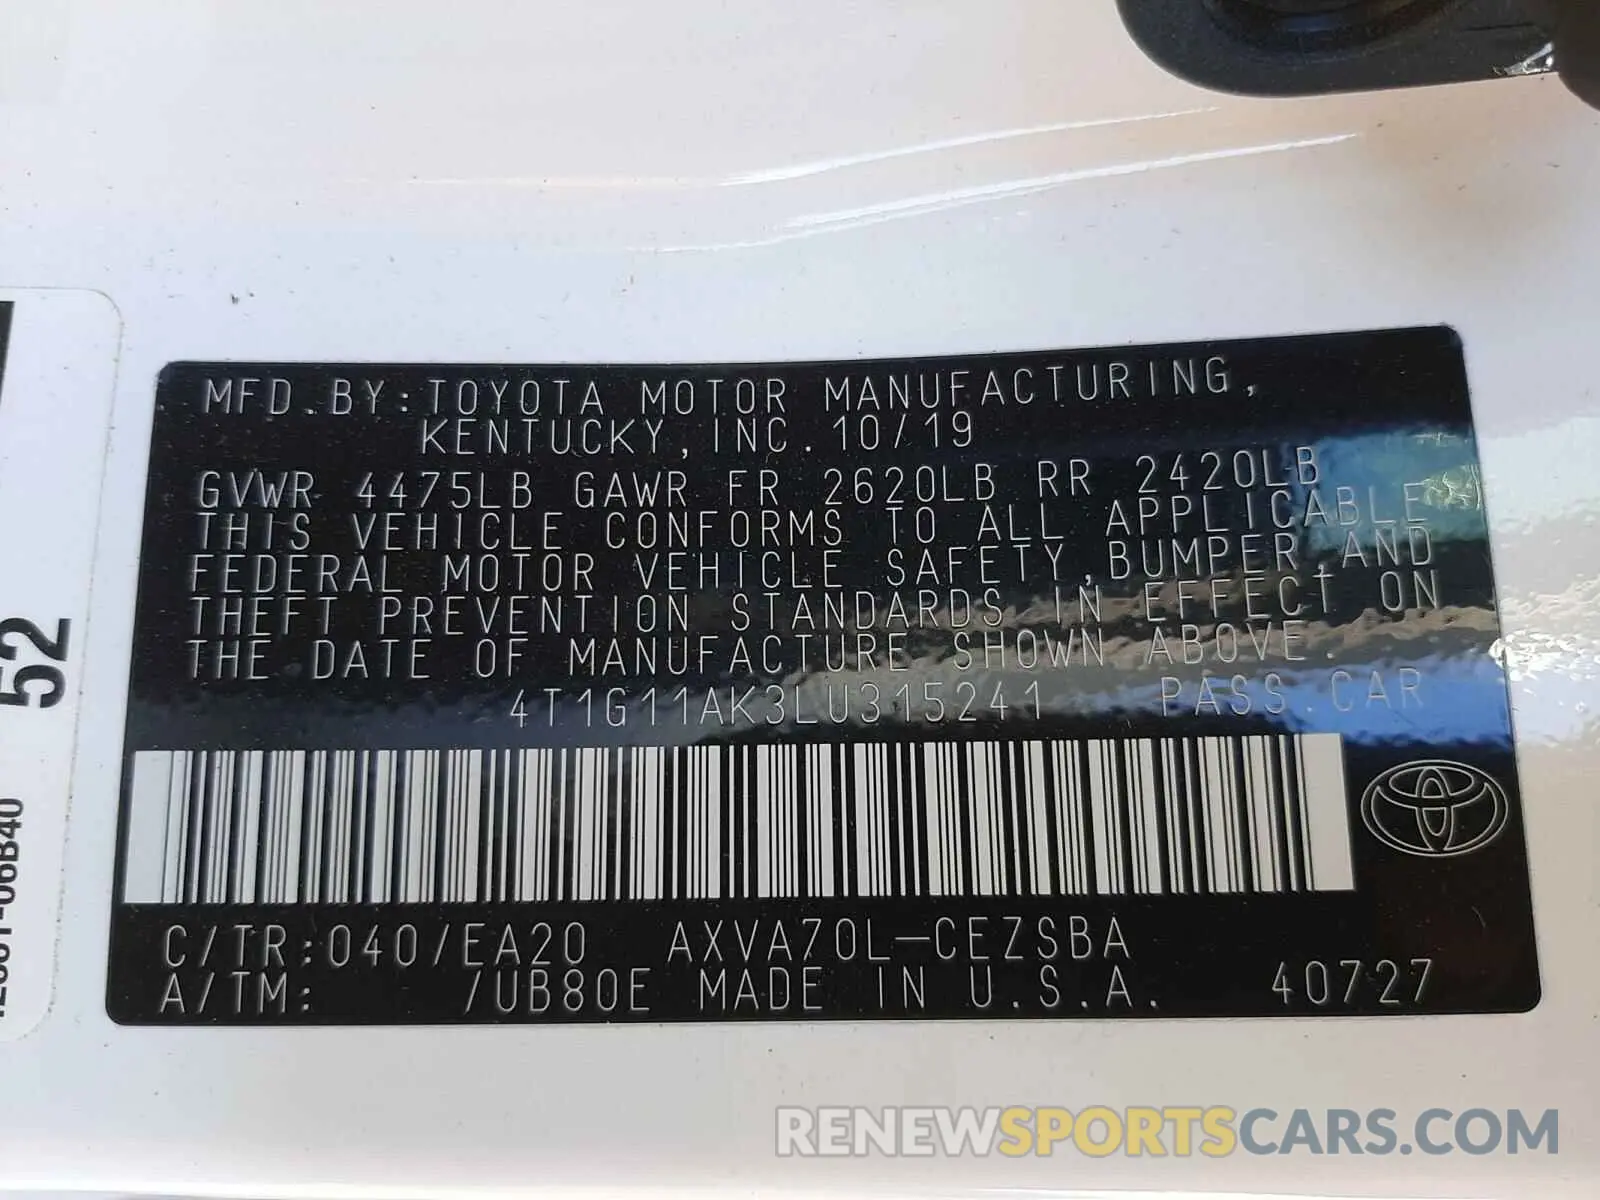 MFD.BY:TOYOTA MOTOR MANUFACTURING,
KENTUCKY,INC.10/19
GVWR 4475LB GAWR FR 2620LB RR 2420LB
THIS VEHICLE CONFORMS TO ALL APPLICABLE
FEDERAL MOTOR VEHICLE SAFETY,BUMPER,AND
THEFT PREVENTION STANDARDS IN EFFECT ON
THE DATE OF MANUFACTURE SHOWN ABOVE.
4T1G11AK3LU315241 PASS.CAR
C/TR:040/EA20 AXVA70L-CEZSBA
A/TM: /UB80E MADE IN U.S.A. 40727
52
RENEWSPORTSCARS.COM